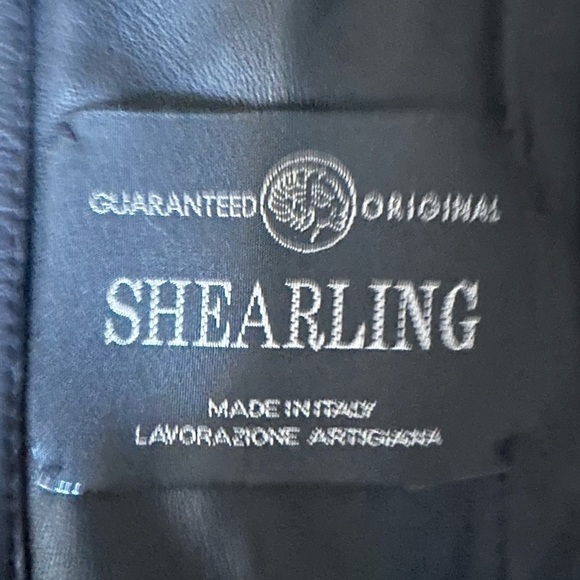 GUARANTEED ORIGINAL
SHEARLING
MADE IN ITALY
LAVORAZIONE ARTIGIANA